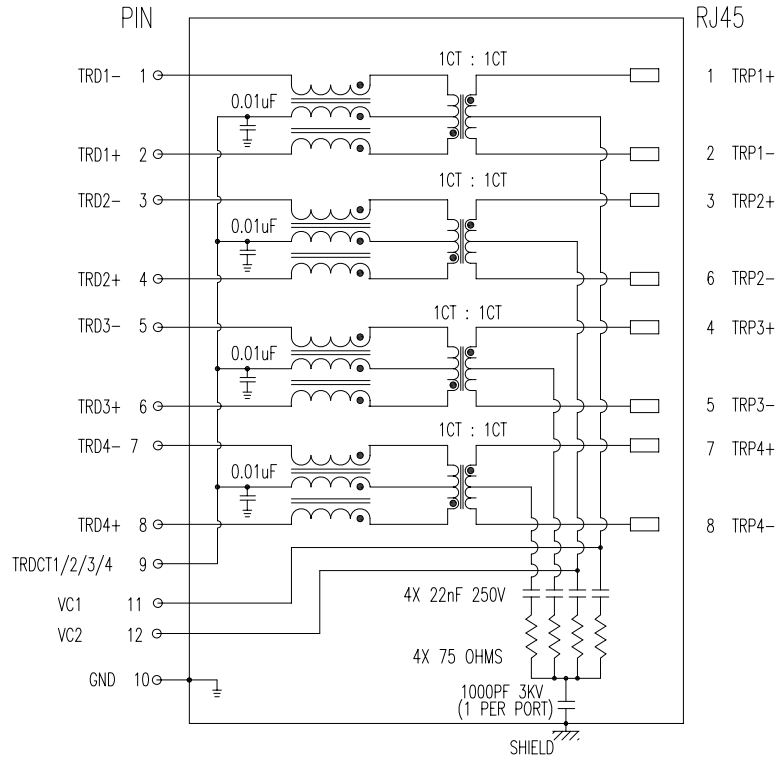 PIN RJ45
1CT : 1CT
TRD1- 1 1 TRP1+
0.01uF
TRD1+ 2 2 TRP1-
1CT : 1CT
TRD2- 3 3 TRP2+
0.01uF
TRD2+ 4 6 TRP2-
1CT : 1CT
TRD3- 5 4 TRP3+
0.01uF
TRD3+ 6 5 TRP3-
1CT : 1CT
TRD4- 7 7 TRP4+
0.01uF
TRD4+ 8 8 TRP4-
TRDCT1/2/3/4 9
4X 22nF 250V
VC1 11
VC2 12
4X 75 OHMS
GND 10
1000PF 3KV
(1 PER PORT)
SHIELD